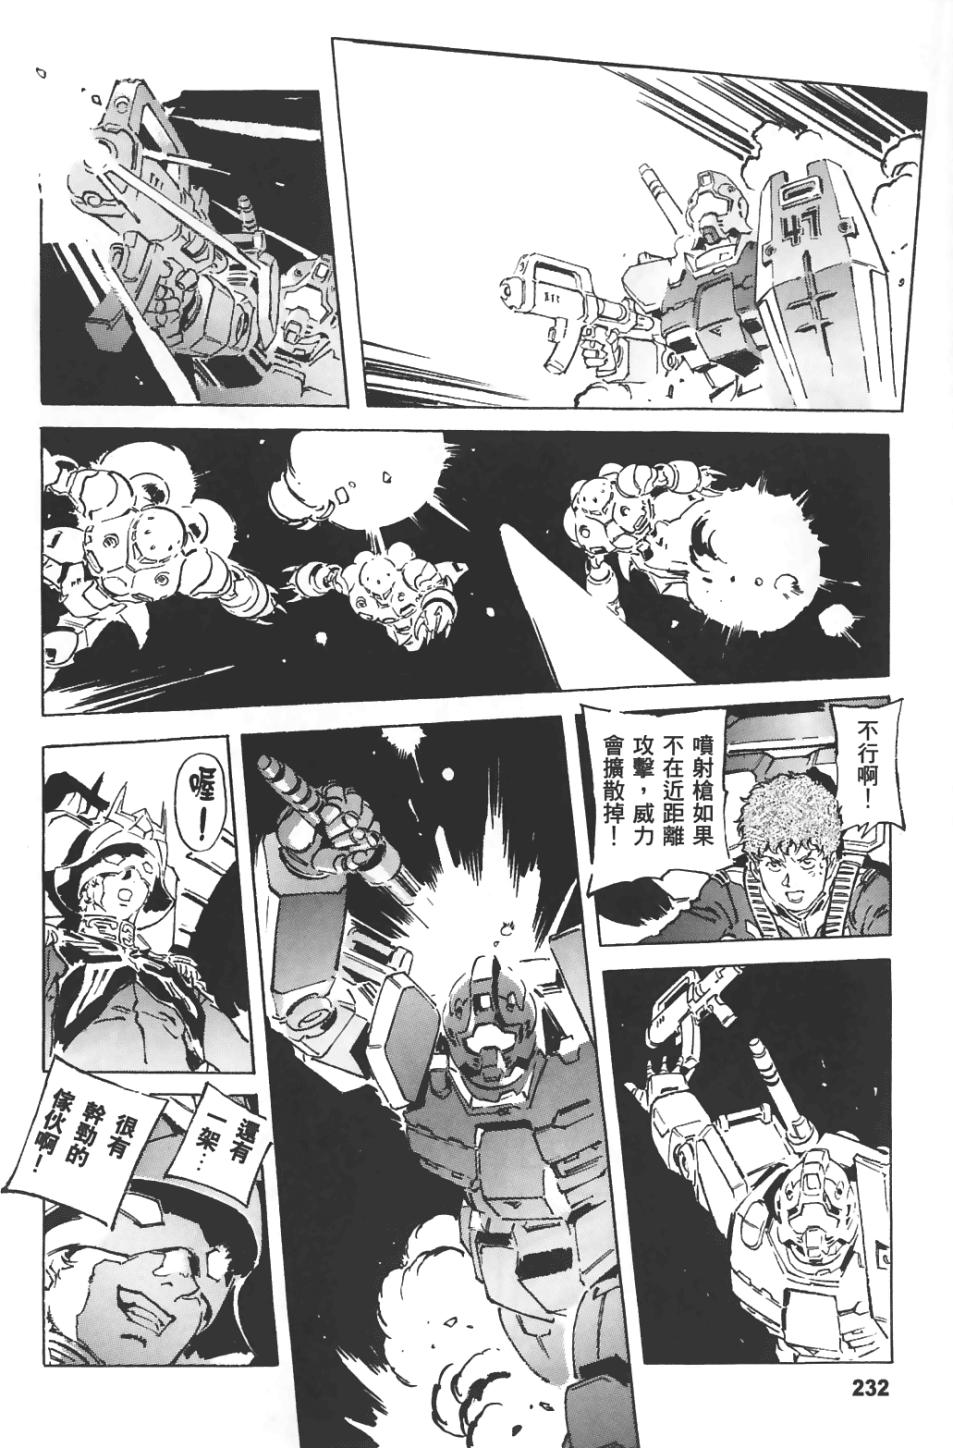 47
不行啊！
噴射槍如果
不在近距離
攻擊，威力
會擴散掉！
喔！
還有
一架…
很有
幹勁的
傢伙啊！
232